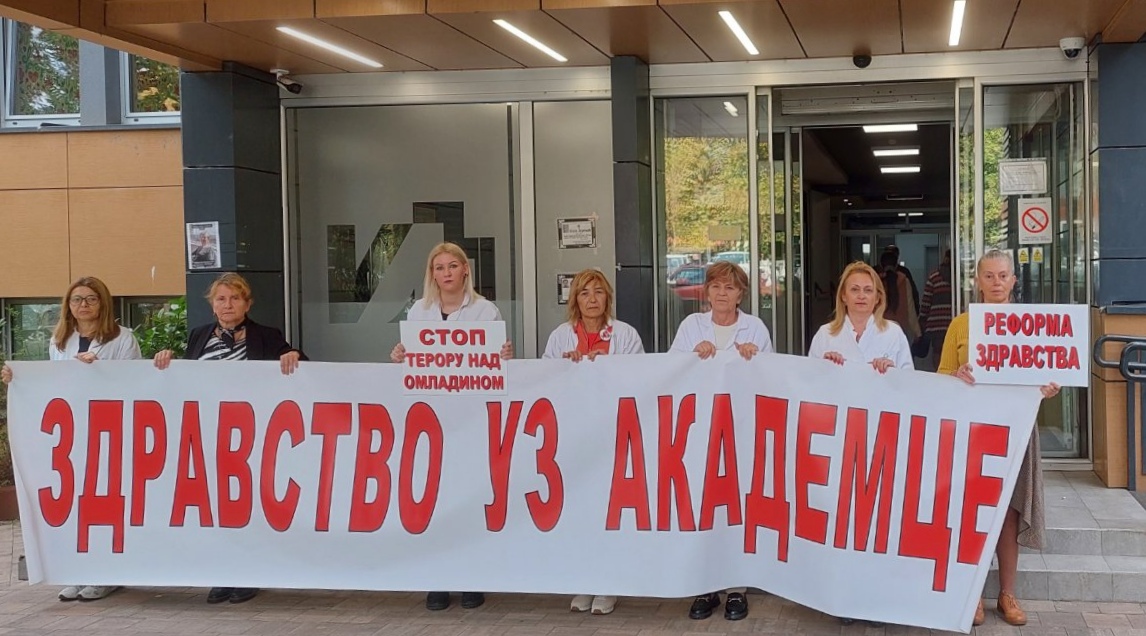 СТОП
ТЕРОРУ НАД
ОМЛАДИНОМ
РЕФОРМА
ЗДРАВСТВА
ЗДРАВСТВО УЗ АКАДЕМЦЕ